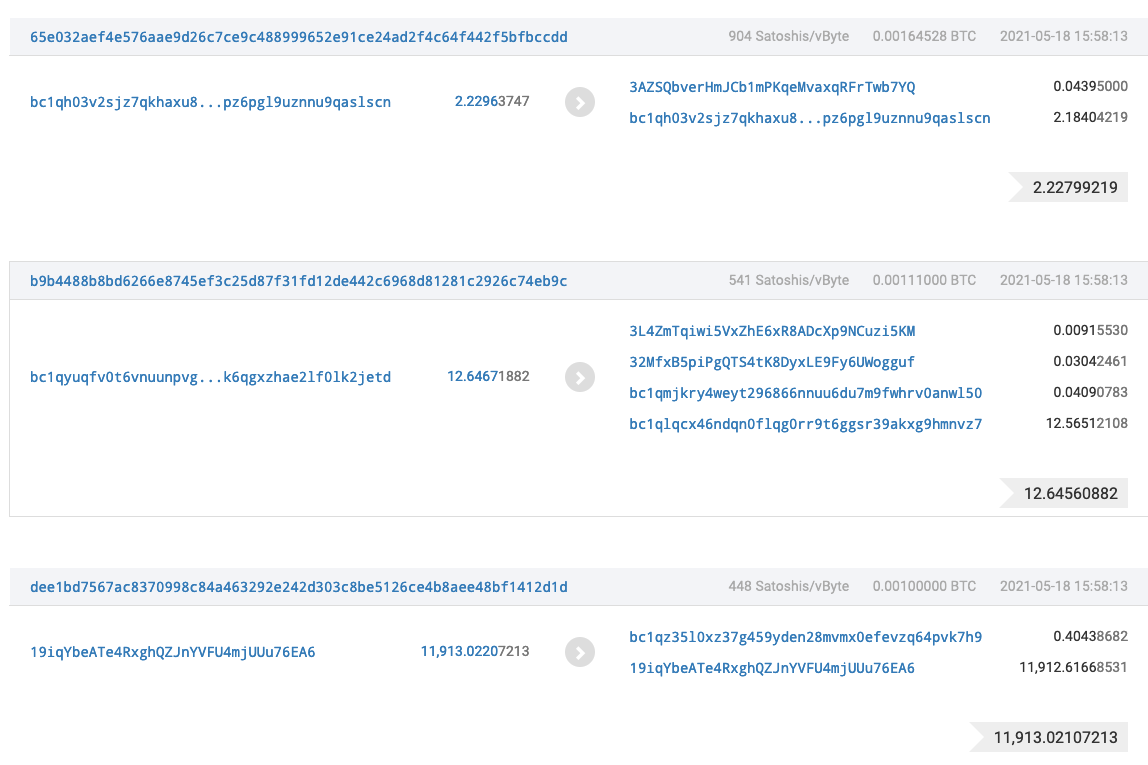 65e032aef4e576aae9d26c7ce9c488999652e91ce24ad2f4c64f442f5bfbccdd 904 Satoshis/vByte 0.00164528 BTC 2021-05-18 15:58:13
3AZSQbverHmJCb1mPKqeMvaxqRFrTwb7YQ 0.04395000
bc1qh03v2sjz7qkhaxu8...pz6pgl9uznnu9qaslscn 2.22963747
bc1qh03v2sjz7qkhaxu8...pz6pgl9uznnu9qaslscn 2.18404219
2.22799219
b9b4488b8bd6266e8745ef3c25d87f31fd12de442c6968d81281c2926c74eb9c 541 Satoshis/vByte 0.00111000 BTC 2021-05-18 15:58:13
3L4ZmTqiwi5VxZhE6xR8ADcXp9NCuzi5KM 0.00915530
32MfxB5piPgQTS4tK8DyxLE9Fy6UWogguf 0.03042461
bc1qyuqfv0t6vnuunpvg...k6qgxzhae2lf0lk2jetd 12.64671882
bc1qmjkry4weyt296866nnuu6du7m9fwhrv0anwl50 0.04090783
bc1qlqcx46ndqn0flqg0rr9t6ggsr39akxg9hmnvz7 12.56512108
12.64560882
dee1bd7567ac8370998c84a463292e242d303c8be5126ce4b8aee48bf1412d1d 448 Satoshis/vByte 0.00100000 BTC 2021-05-18 15:58:13
bc1qz35l0xz37g459yden28mvmx0efevzq64pvk7h9 0.40438682
19iqYbeATe4RxghQZJnYVFU4mjUUu76EA6 11,913.02207213
19iqYbeATe4RxghQZJnYVFU4mjUUu76EA6 11,912.61668531
11,913.02107213